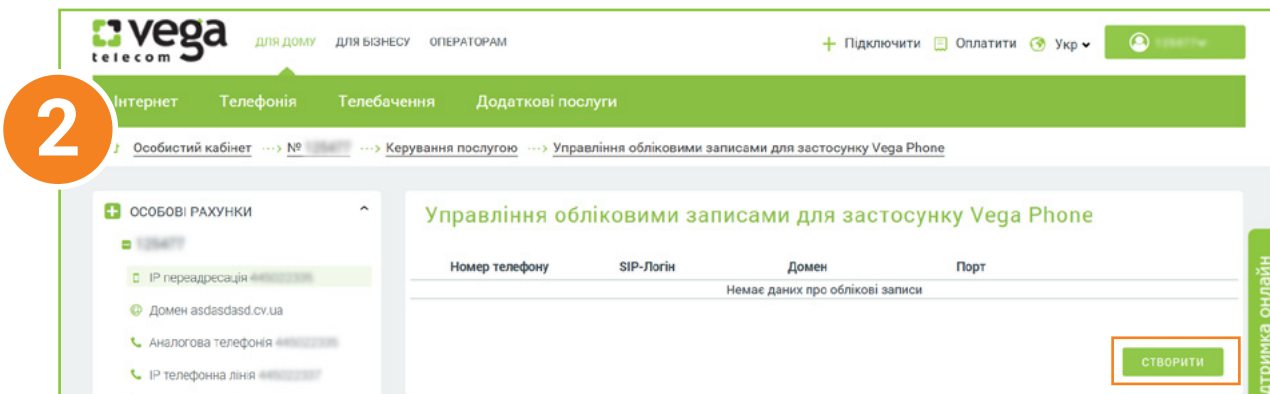 vega
telecom
ДЛЯ ДОМУ ДЛЯ БІЗНЕСУ ОПЕРАТОРАМ
Підключити Оплатити Укр
Інтернет Телефонія Телебачення Додаткові послуги
2
Особистий кабінет ···> № ···> Керування послугою ···> Управління обліковими записами для застосунку Vega Phone
ОСОБОВІ РАХУНКИ
IP переадресація
Домен asdasdasd.cv.ua
Аналогова телефонія
IP телефонна лінія
Управління обліковими записами для застосунку Vega Phone
Номер телефону SIP-Логін Домен Порт
Немає даних про облікові записи
СТВОРИТИ
онлайн